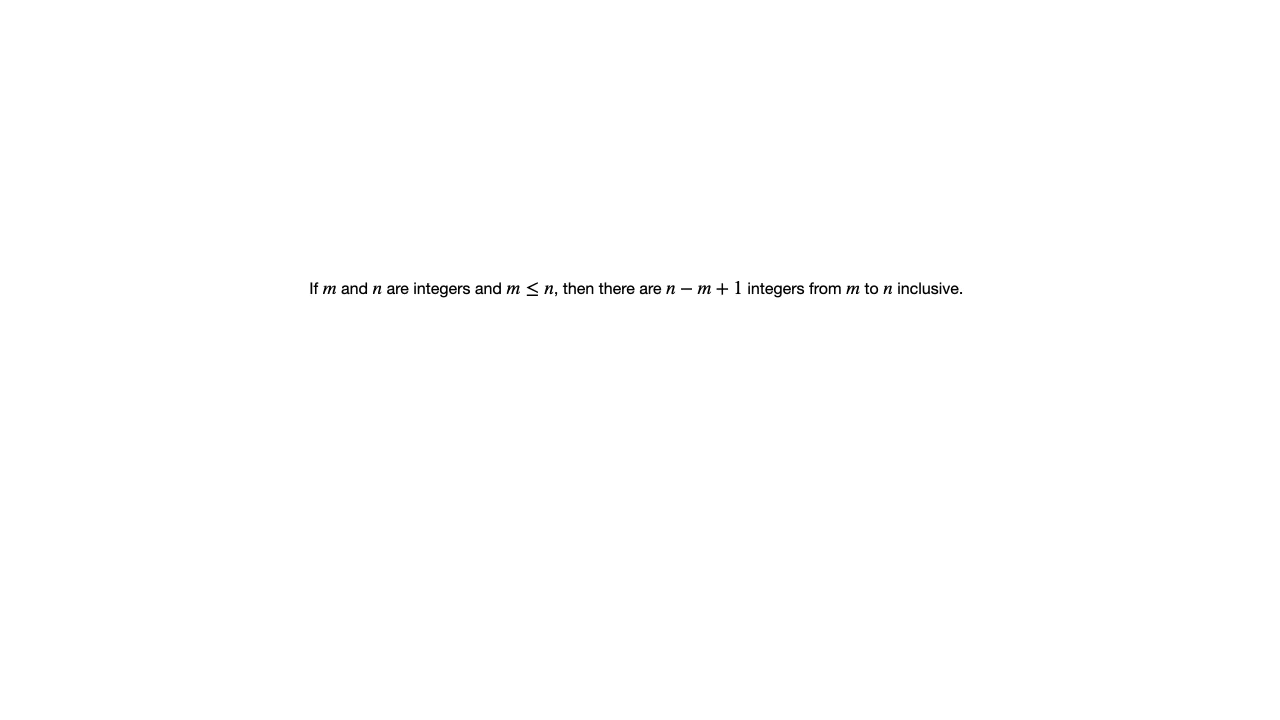 If m and n are integers and m ≤ n, then there are n − m + 1 integers from m to n inclusive.